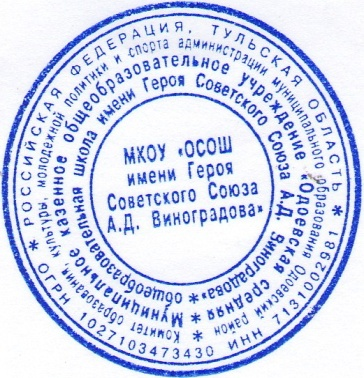 * РОССИЙСКАЯ ФЕДЕРАЦИЯ, ТУЛЬСКАЯ ОБЛАСТЬ *
ОГРН 1027103473430 ИНН 7131002981
* Комитет образования, культуры, молодежной политики и спорта администрации муниципального образования Одоевский район
* Муниципальное казенное общеобразовательное учреждение «Одоевская средняя
общеобразовательная школа имени Героя Советского Союза А.Д. Виноградова» *
МКОУ «ОСОШ
имени Героя
Советского Союза
А.Д. Виноградова»